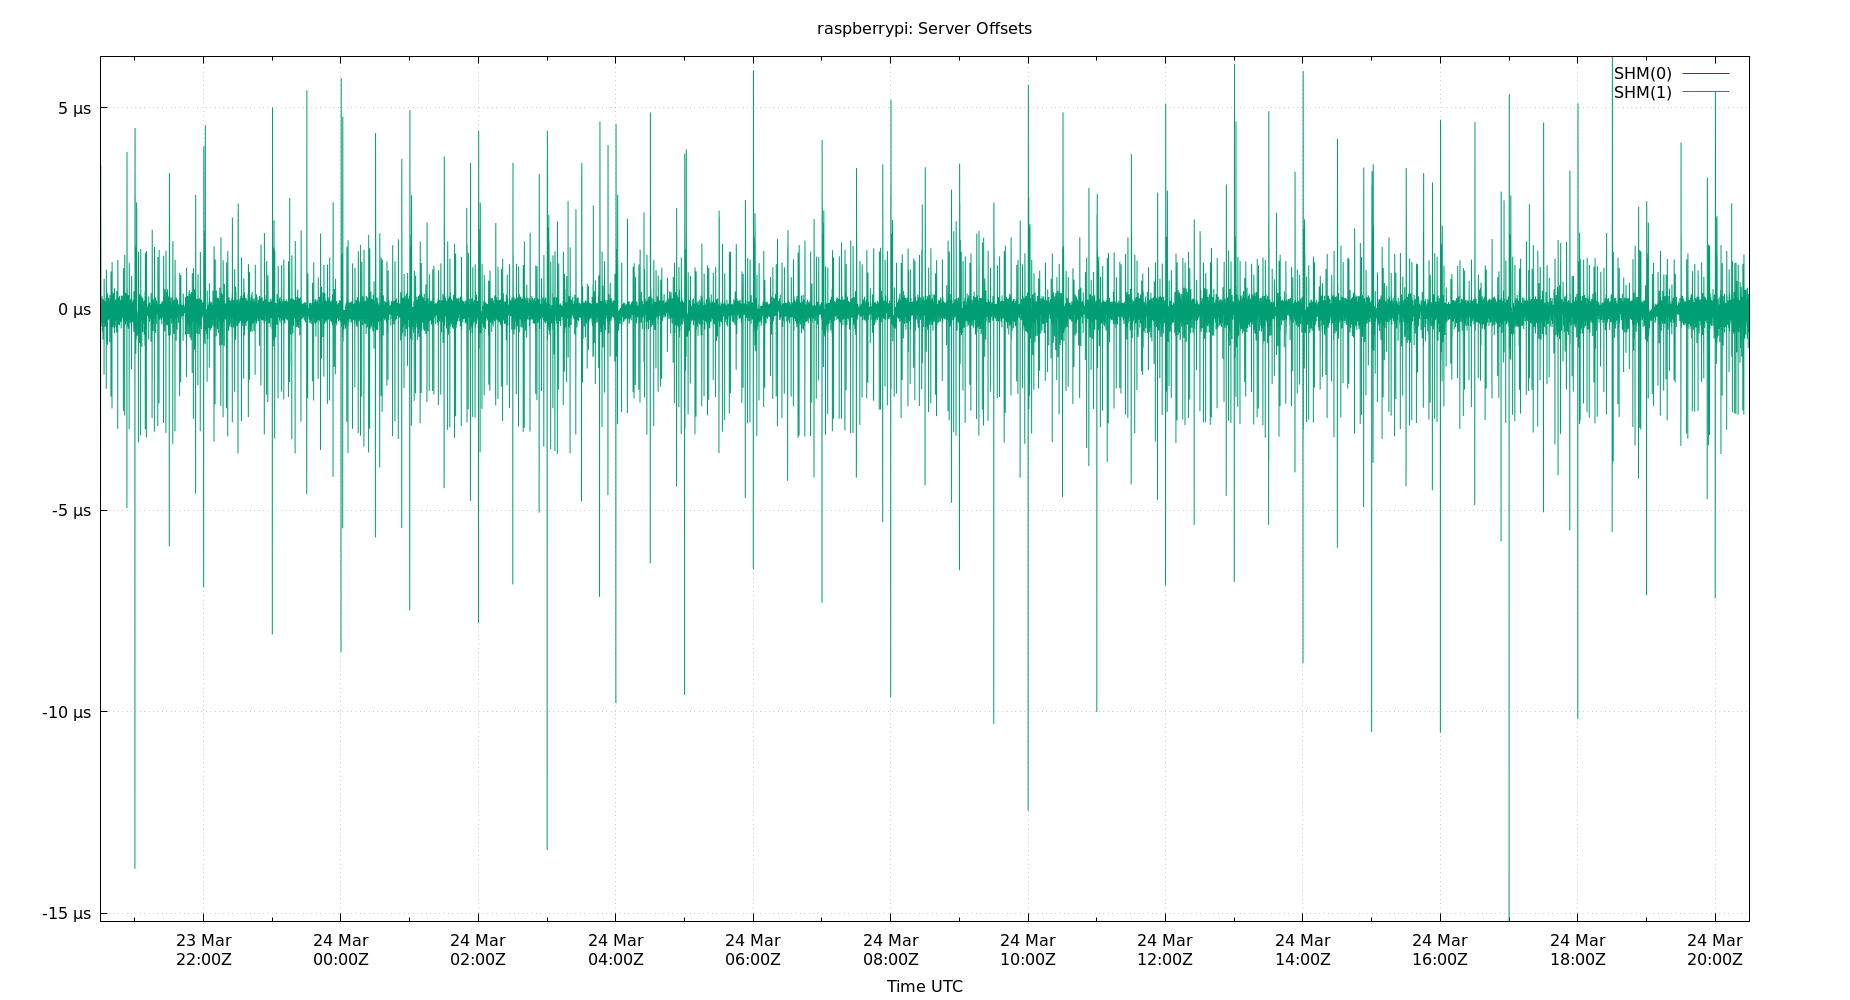 raspberrypi: Server Offsets
SHM(0)
SHM(1)
5 µs
0 µs
-5 µs
-10 µs
-15 µs
23 Mar 24 Mar 24 Mar 24 Mar 24 Mar 24 Mar 24 Mar 24 Mar 24 Mar 24 Mar 24 Mar 24 Mar
22:00Z 00:00Z 02:00Z 04:00Z 06:00Z 08:00Z 10:00Z 12:00Z 14:00Z 16:00Z 18:00Z 20:00Z
Time UTC